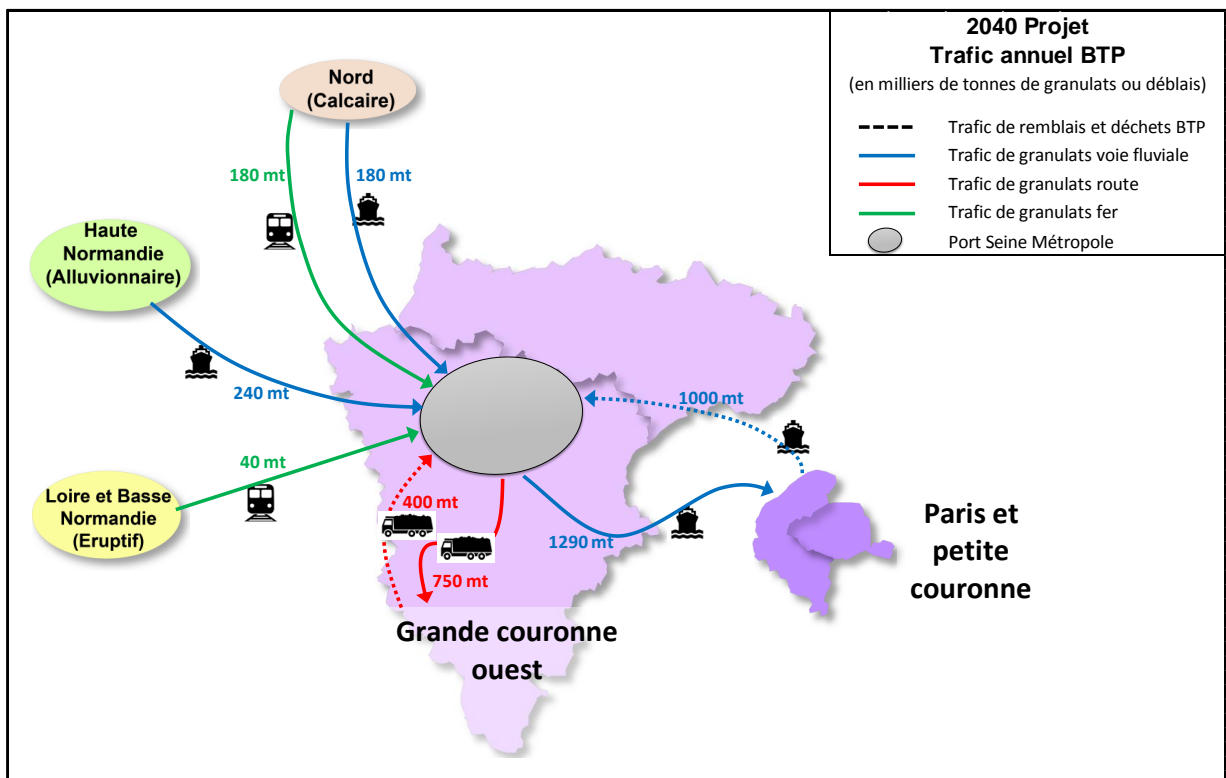 2040 Projet
Trafic annuel BTP
(en milliers de tonnes de granulats ou déblais)
Trafic de remblais et déchets BTP
Trafic de granulats voie fluviale
Trafic de granulats route
Trafic de granulats fer
Port Seine Métropole
Nord
(Calcaire)
180 mt
180 mt
Haute
Normandie
(Alluvionnaire)
240 mt
1000 mt
40 mt
Loire et Basse
Normandie
(Eruptif)
400 mt
1290 mt
750 mt
Paris et
petite
couronne
Grande couronne
ouest